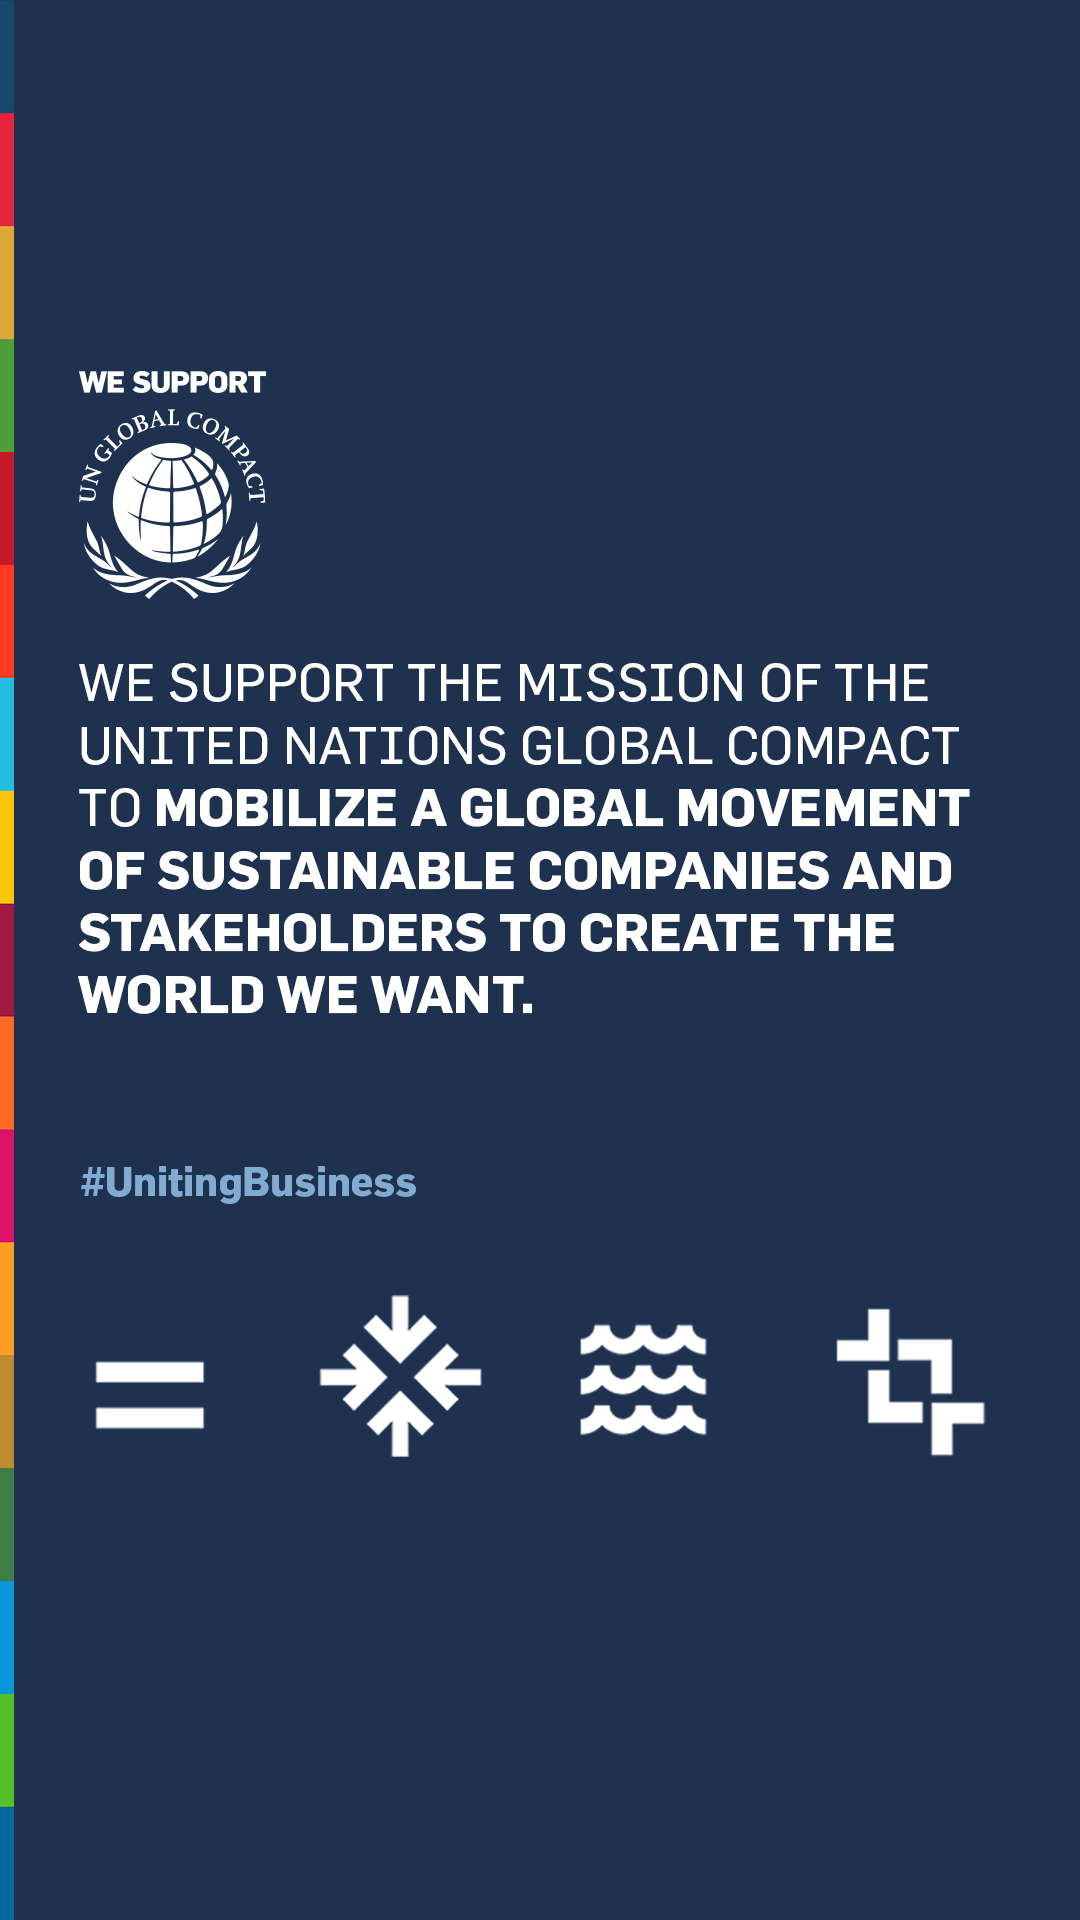 WE SUPPORT
UN GLOBAL COMPACT
WE SUPPORT THE MISSION OF THE
UNITED NATIONS GLOBAL COMPACT
TO MOBILIZE A GLOBAL MOVEMENT
OF SUSTAINABLE COMPANIES AND
STAKEHOLDERS TO CREATE THE
WORLD WE WANT.
#UnitingBusiness